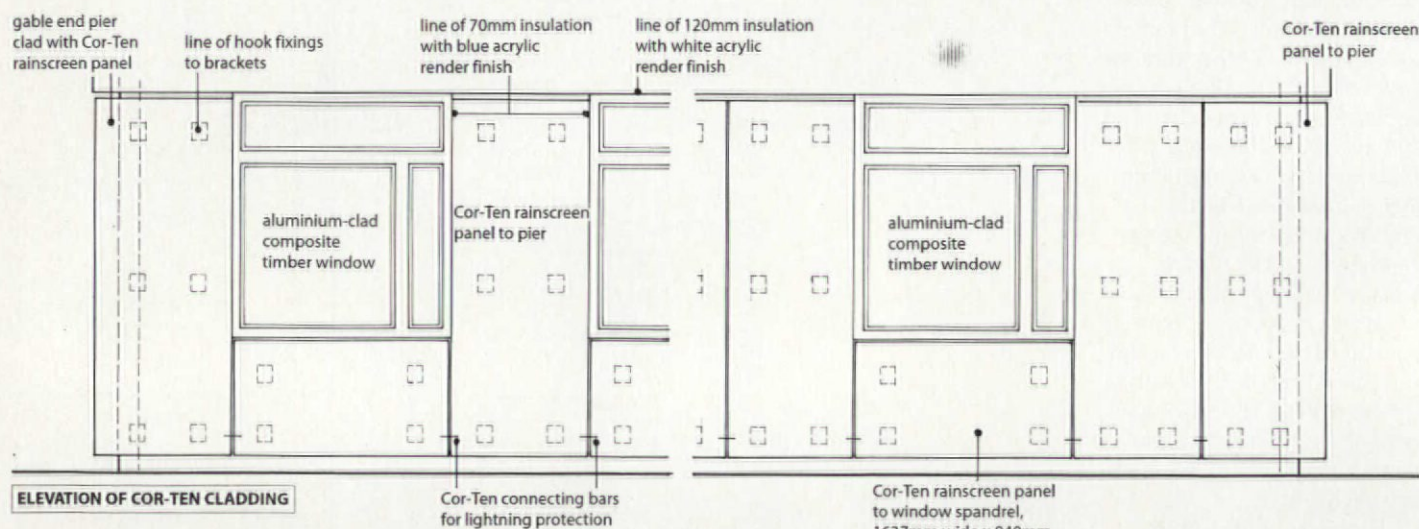 gable end pier
clad with Cor-Ten
rainscreen panel
line of hook fixings
to brackets
line of 70mm insulation
with blue acrylic
render finish
line of 120mm insulation
with white acrylic
render finish
Cor-Ten rainscreen
panel to pier
aluminium-clad
composite
timber window
Cor-Ten rainscreen
panel to pier
aluminium-clad
composite
timber window
ELEVATION OF COR-TEN CLADDING
Cor-Ten connecting bars
for lightning protection
Cor-Ten rainscreen panel
to window spandrel,